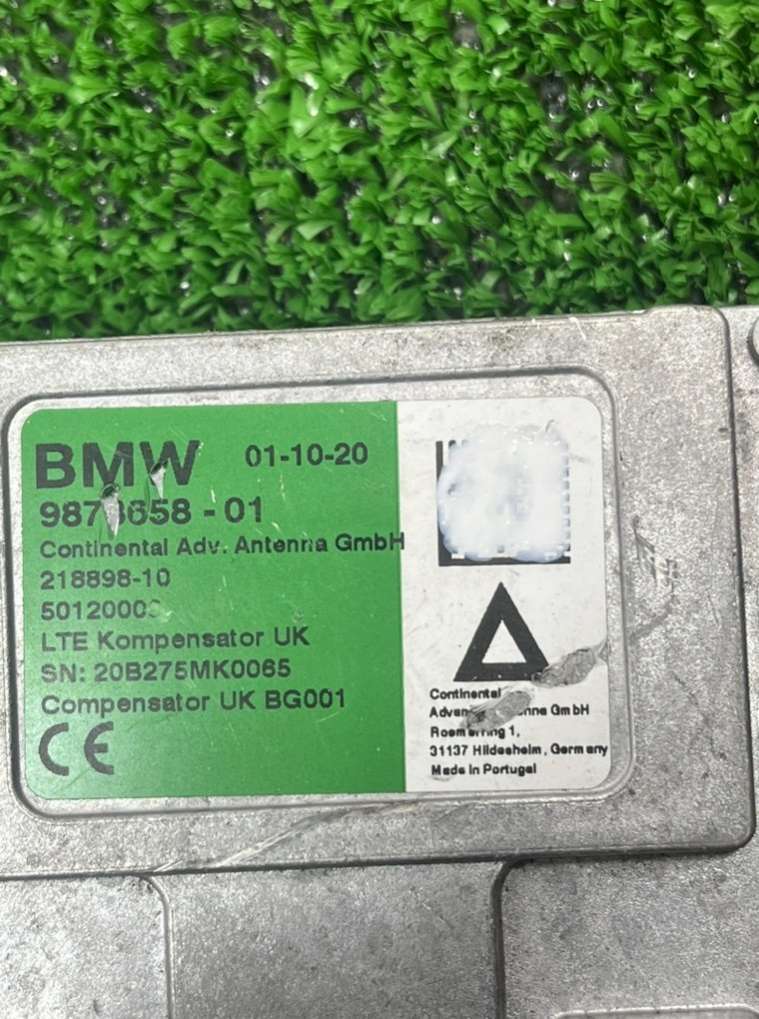 BMW 01-10-20
- 01
Continental Adv. Antenna GmbH
218898-10
LTE Kompensator UK
SN: 20B275MK0065
Compensator UK BG001
CE
Continental
GmbH
1,
31137 Hildesheim, Germany
Made In Portugal